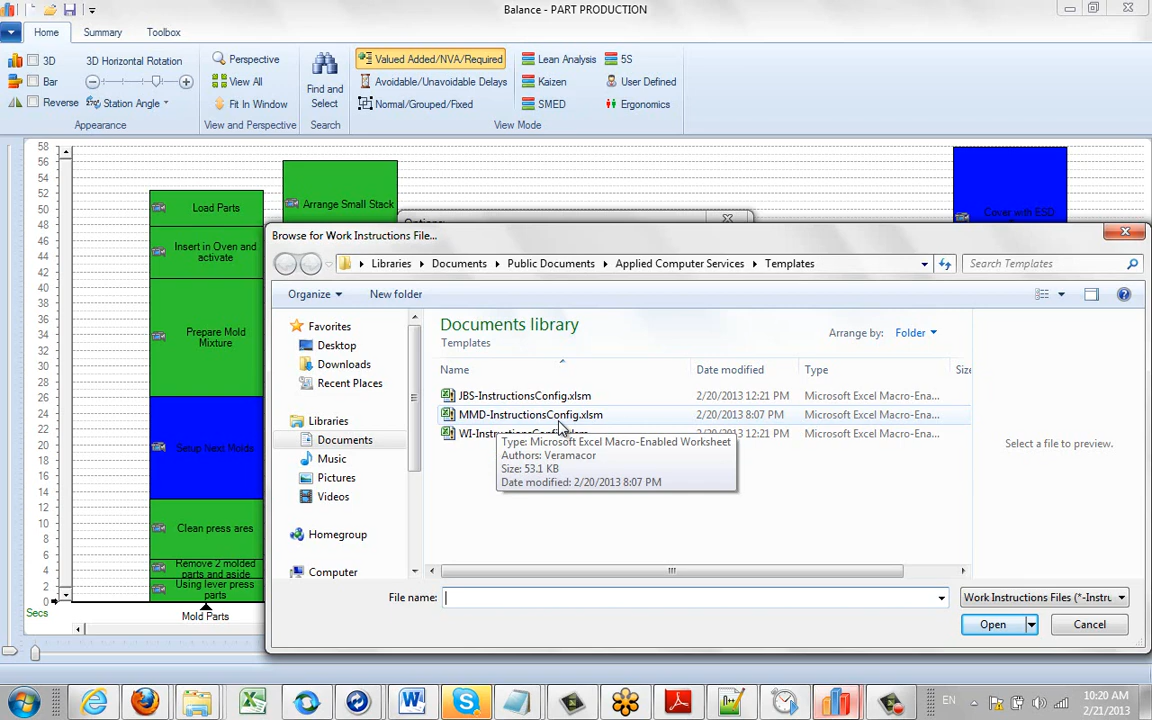 Balance - PART PRODUCTION
Home Summary Toolbox
3D 3D Horizontal Rotation
Bar
Reverse Station Angle
Appearance
Perspective
View All
Fit In Window
View and Perspective
Find and
Select
Search
Valued Added/NVA/Required
Avoidable/Unavoidable Delays
Normal/Grouped/Fixed
Lean Analysis 5S
Kaizen User Defined
SMED Ergonomics
View Mode
58
56
54
52
50
48
46
44
42
40
38
36
34
32
30
28
26
24
22
20
18
16
14
12
10
8
6
4
2
0
Secs
Load Parts
Insert in Oven and
activate
Prepare Mold
Mixture
Setup Next Molds
Clean press ares
Remove 2 molded
parts and aside
Using lever press
parts
Mold Parts
Arrange Small Stack
Cover with ESD
Browse for Work Instructions File...
Libraries Documents Public Documents Applied Computer Services Templates
Search Templates
Organize New folder
Favorites
Desktop
Downloads
Recent Places
Libraries
Documents
Music
Pictures
Videos
Homegroup
Computer
Documents library
Templates
Arrange by: Folder
Name Date modified Type Size
JBS-InstructionsConfig.xlsm 2/20/2013 12:21 PM Microsoft Excel Macro-Ena...
MMD-InstructionsConfig.xlsm 2/20/2013 8:07 PM Microsoft Excel Macro-Ena...
2/20/2013 12:21 PM Microsoft Excel Macro-Ena...
Type: Microsoft Excel Macro-Enabled Worksheet
Authors: Veramacor
Size: 53.1 KB
Date modified: 2/20/2013 8:07 PM
Select a file to preview.
File name:
Work Instructions Files (*-Instru
Open Cancel
EN
10:20 AM
2/21/2013